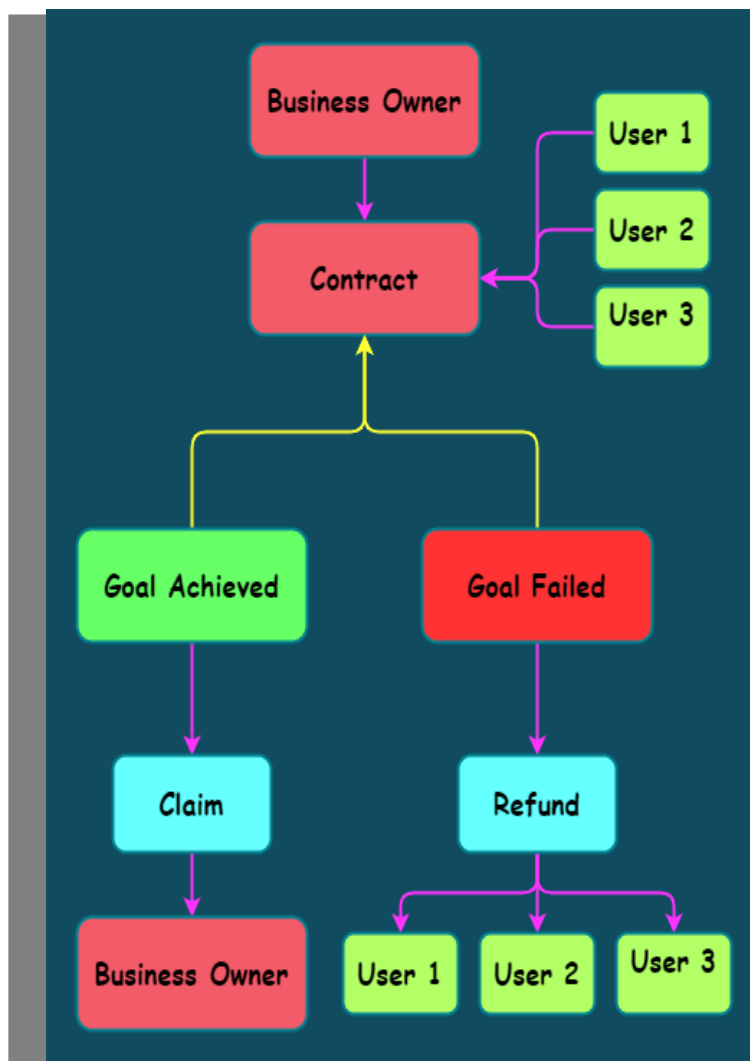 Business Owner
User 1
User 2
Contract
User 3
Goal Achieved
Goal Failed
Claim
Refund
Business Owner
User 1
User 2
User 3